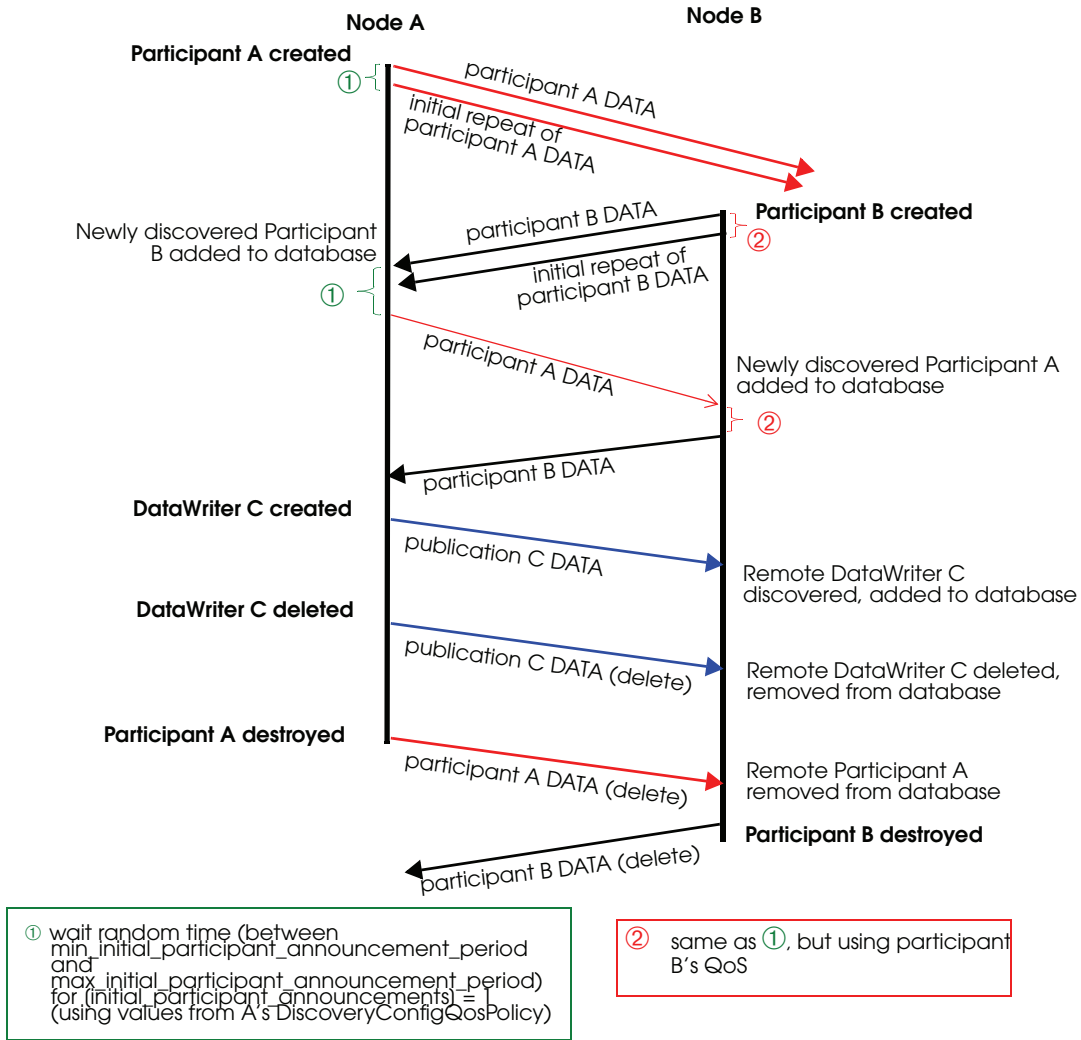 Node A
Node B
Participant A created
①
participant A DATA
initial repeat of
participant A DATA
Participant B created
②
participant B DATA
Newly discovered Participant
B added to database
initial repeat of
participant B DATA
①
participant A DATA
Newly discovered Participant A
added to database
②
participant B DATA
DataWriter C created
publication C DATA
Remote DataWriter C
discovered, added to database
DataWriter C deleted
publication C DATA (delete)
Remote DataWriter C deleted,
removed from database
Participant A destroyed
participant A DATA (delete)
Remote Participant A
removed from database
Participant B destroyed
participant B DATA (delete)
① wait random time (between
min_initial_participant_announcement_period
and
max_initial_participant_announcement_period)
for (initial_participant_announcements) = 1
(using values from A's DiscoveryConfigQosPolicy)
② same as ①, but using participant
B's QoS